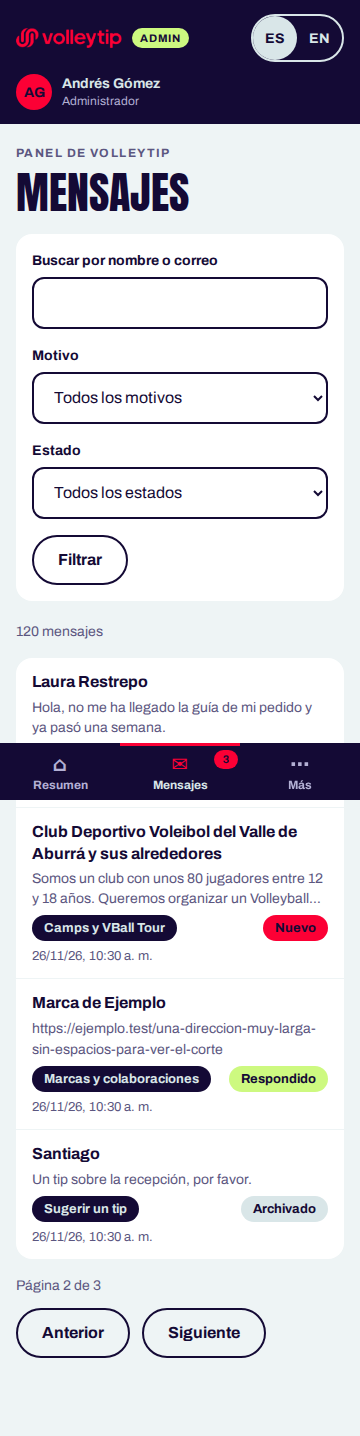 volleytip ADMIN ES EN
AG Andrés Gómez
Administrador
PANEL DE VOLLEYTIP
MENSAJES
Buscar por nombre o correo
Motivo
Todos los motivos
Estado
Todos los estados
Filtrar
120 mensajes
Laura Restrepo
Hola, no me ha llegado la guía de mi pedido y
ya pasó una semana.
3
Resumen Mensajes Más
Club Deportivo Voleibol del Valle de
Aburrá y sus alrededores
Somos un club con unos 80 jugadores entre 12
y 18 años. Queremos organizar un Volleyball...
Camps y VBall Tour Nuevo
26/11/26, 10:30 a. m.
Marca de Ejemplo
https://ejemplo.test/una-direccion-muy-larga-
sin-espacios-para-ver-el-corte
Marcas y colaboraciones Respondido
26/11/26, 10:30 a. m.
Santiago
Un tip sobre la recepción, por favor.
Sugerir un tip Archivado
26/11/26, 10:30 a. m.
Página 2 de 3
Anterior Siguiente